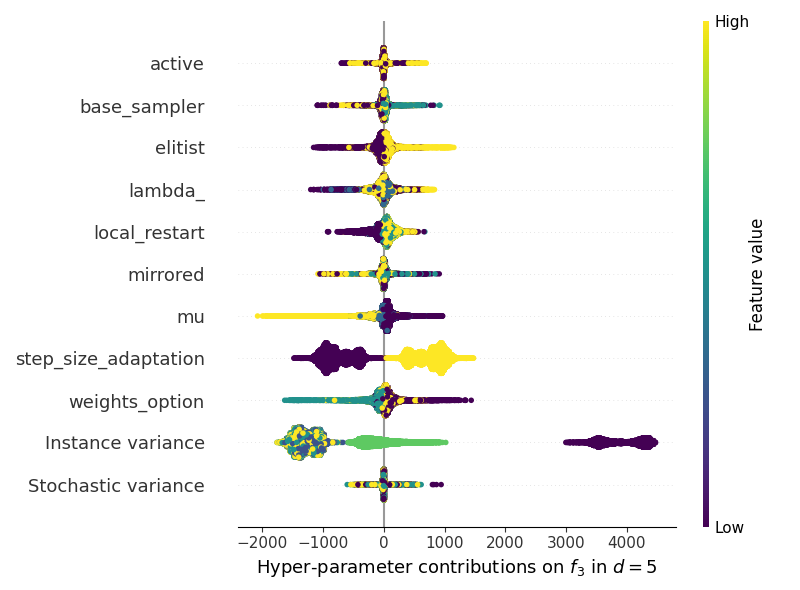 High
active
base_sampler
elitist
lambda_
local_restart
mirrored
mu
step_size_adaptation
weights_option
Instance variance
Stochastic variance
Feature value
Low
−2000 −1000 0 1000 2000 3000 4000
Hyper-parameter contributions on f₃ in d = 5